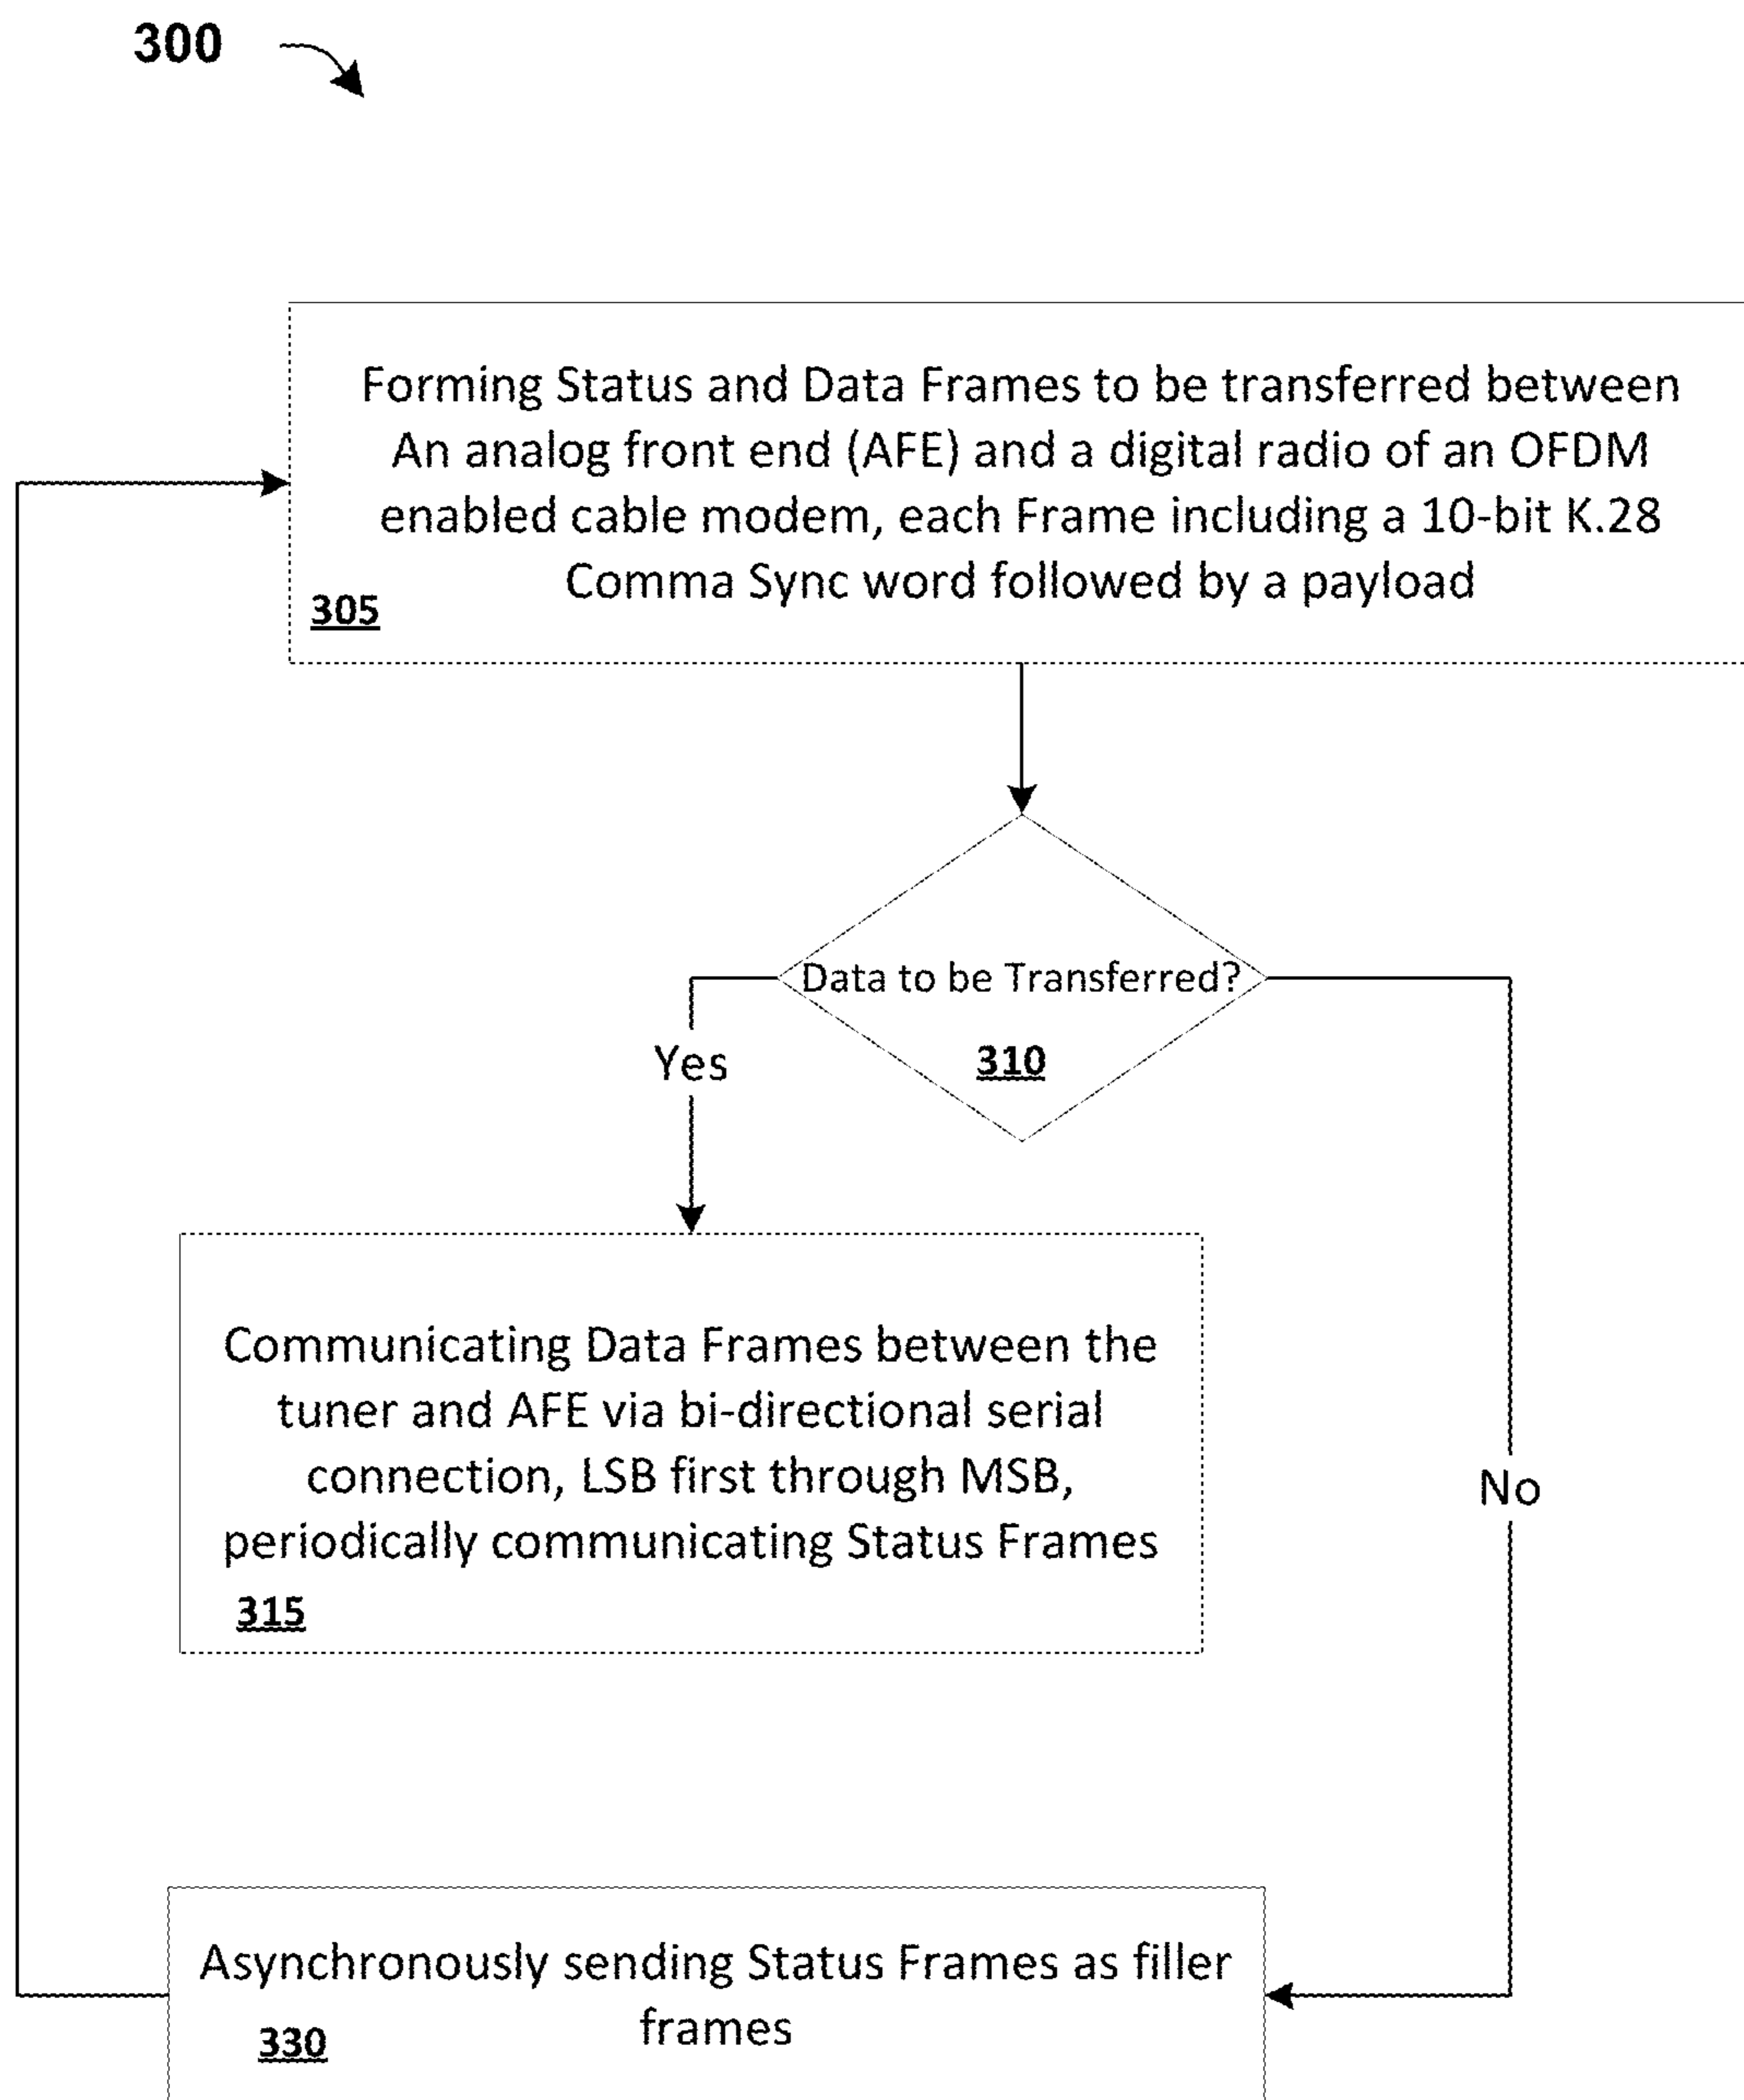 300
Forming Status and Data Frames to be transferred between
An analog front end (AFE) and a digital radio of an OFDM
enabled cable modem, each Frame including a 10-bit K.28
Comma Sync word followed by a payload
305
Data to be Transferred?
310
Yes
No
Communicating Data Frames between the
tuner and AFE via bi-directional serial
connection, LSB first through MSB,
periodically communicating Status Frames
315
Asynchronously sending Status Frames as filler
frames
330